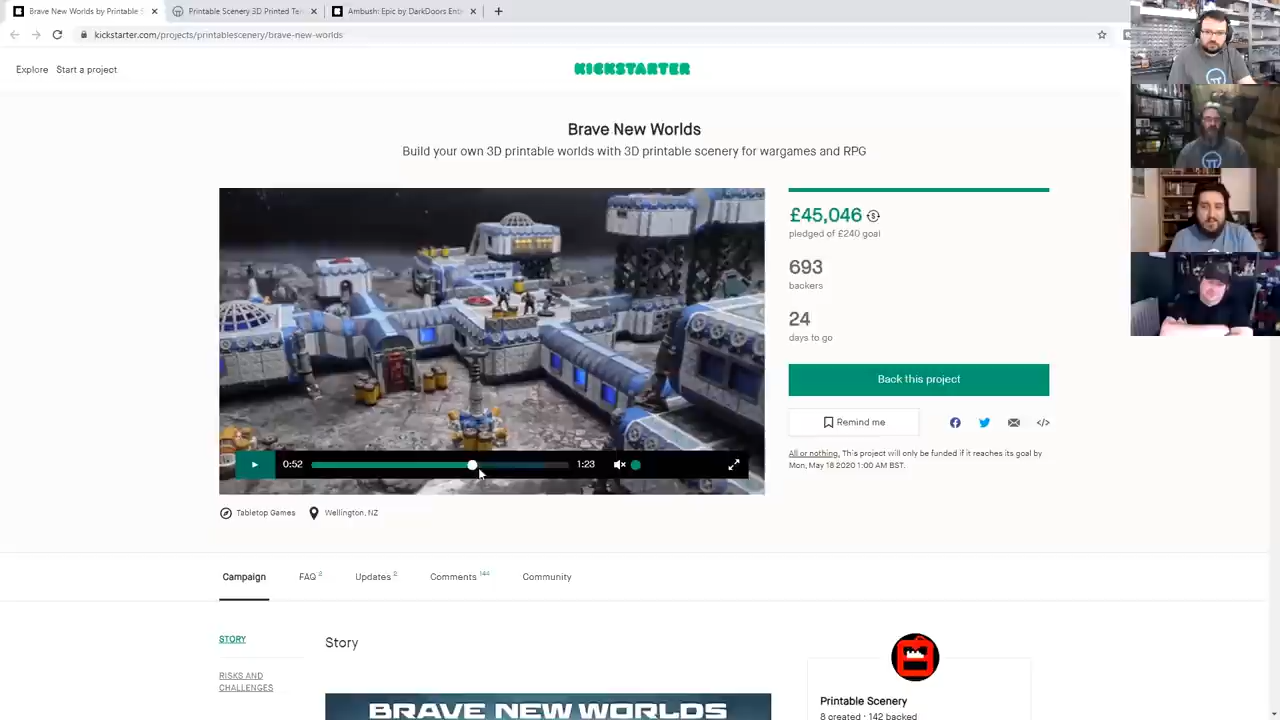 Brave New Worlds by Printable S
Printable Scenery 3D Printed Ter
Ambush: Epic by DarkDoors Ent
kickstarter.com/projects/printablescenery/brave-new-worlds
Explore Start a project
KICKSTARTER
Brave New Worlds
Build your own 3D printable worlds with 3D printable scenery for wargames and RPG
£45,046
pledged of £240 goal
693
backers
24
days to go
Back this project
Remind me
All or nothing. This project will only be funded if it reaches its goal by
Mon, May 18 2020 1:00 AM BST.
0:52
1:23
Tabletop Games Wellington, NZ
Campaign FAQ 2 Updates 2 Comments 144 Community
STORY
RISKS AND
CHALLENGES
Story
BRAVE NEW WORLDS
Printable Scenery
8 created · 142 backed